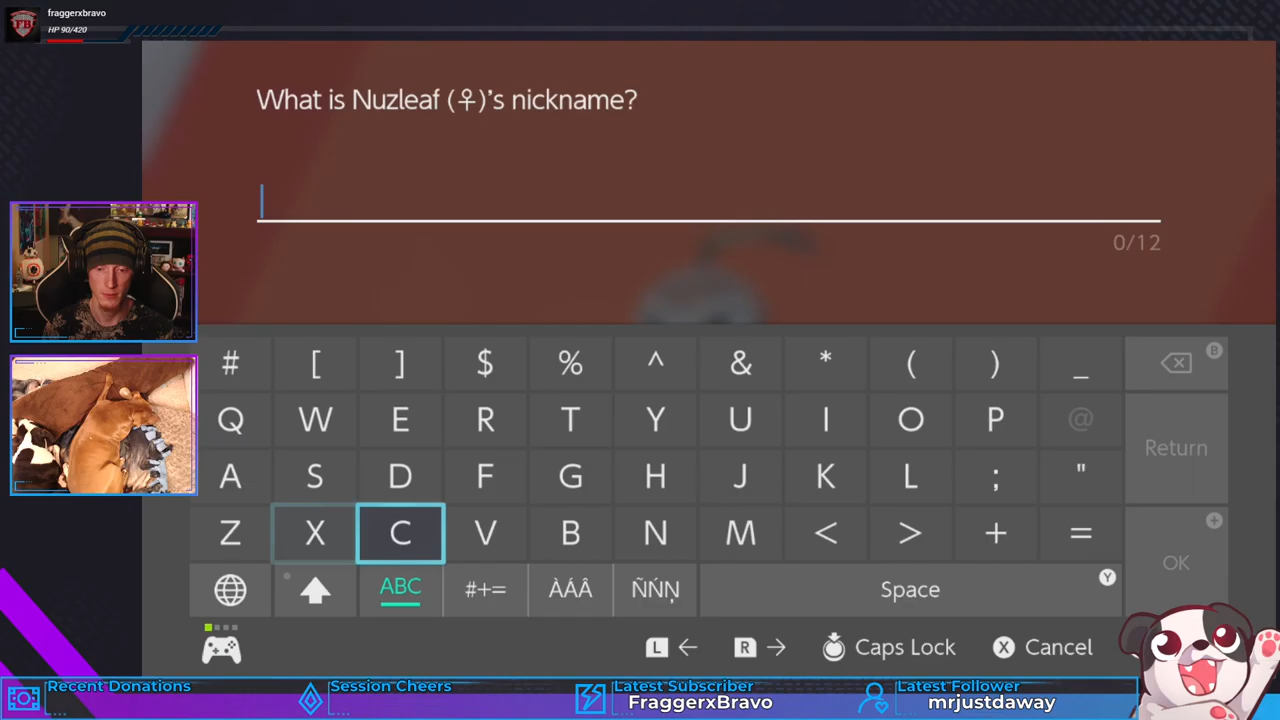 fraggerxbravo
HP 90/420
What is Nuzleaf (♀)'s nickname?
0/12
# [ ] $ % ^ & * ( ) _ B
Q W E R T Y U I O P @ Return
A S D F G H J K L ; "
Z X C V B N M < > + = OK
ABC #+= ÀÁÂ ÑŃŅ Space Y
L ← R → Caps Lock X Cancel
Recent Donations
Session Cheers
Latest Subscriber
FraggerxBravo
Latest Follower
mrjustdaway